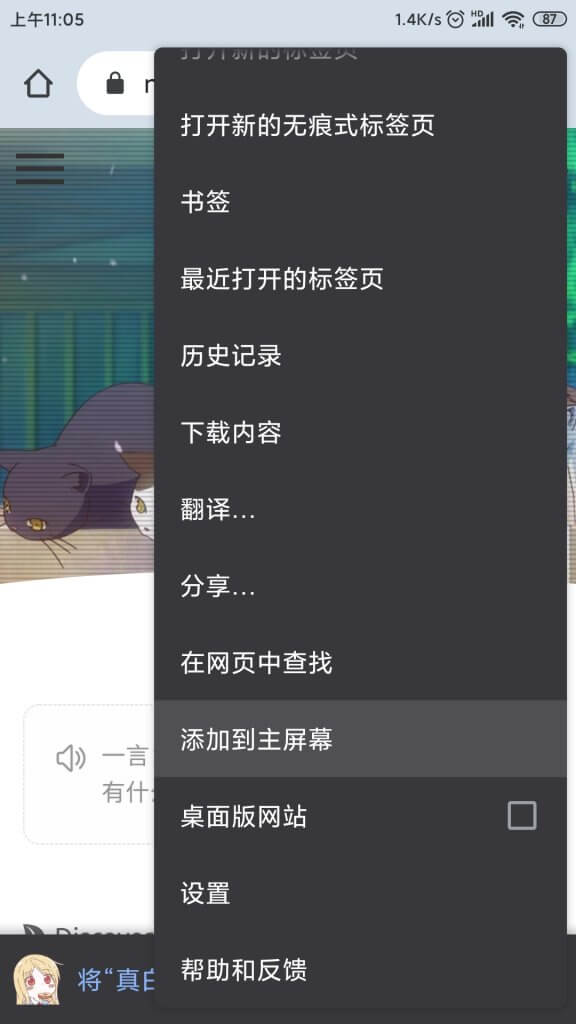 上午11:05
1.4K/s
HD
87
打开新的标签页
打开新的无痕式标签页
书签
最近打开的标签页
历史记录
下载内容
翻译...
分享...
在网页中查找
添加到主屏幕
一言
有什
桌面版网站
设置
Discover
帮助和反馈
将“真白